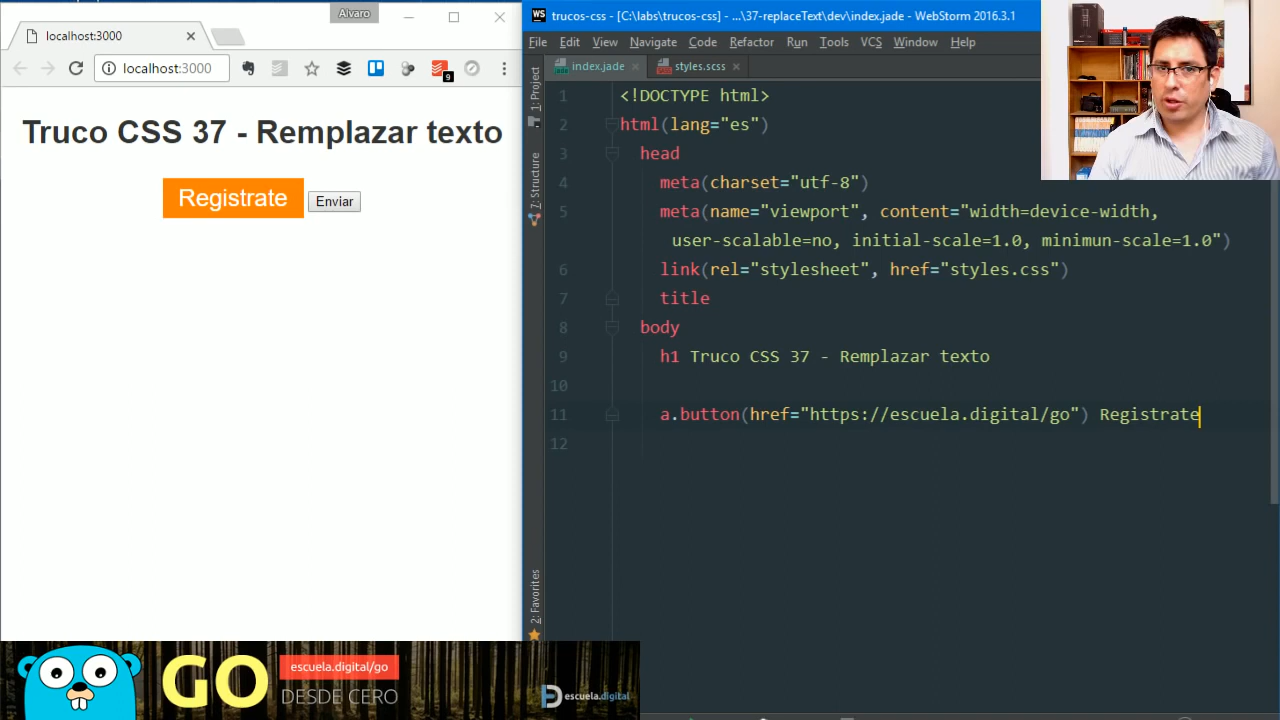 Alvaro
localhost:3000
localhost:3000
9
Truco CSS 37 - Remplazar texto
Registrate
Enviar
WS
trucos-css - [C:\labs\trucos-css] - ...\37-replaceText\dev\index.jade - WebStorm 2016.3.1
File Edit View Navigate Code Refactor Run Tools VCS Window Help
index.jade
styles.scss
1: Project
7: Structure
2: Favorites
1 <!DOCTYPE html>
2 html(lang="es")
3 head
4 meta(charset="utf-8")
5 meta(name="viewport", content="width=device-width,
user-scalable=no, initial-scale=1.0, minimun-scale=1.0")
6 link(rel="stylesheet", href="styles.css")
7 title
8 body
9 h1 Truco CSS 37 - Remplazar texto
10
11 a.button(href="https://escuela.digital/go") Registrate
12
GO
escuela.digital/go
DESDE CERO
escuela.digital